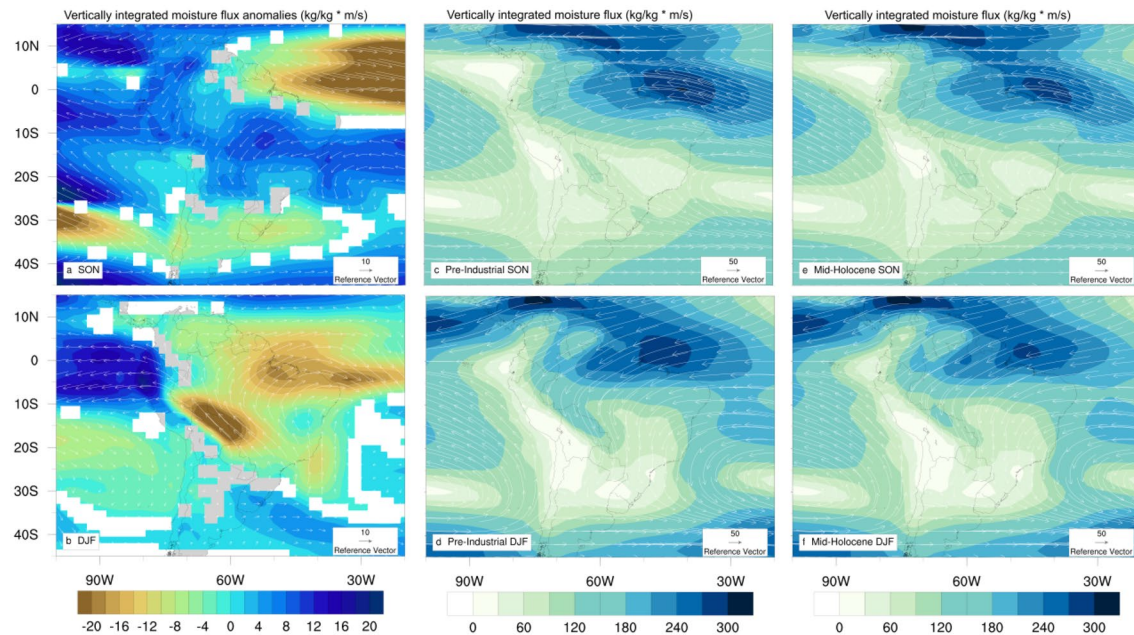 Vertically integrated moisture flux anomalies (kg/kg * m/s)
Vertically integrated moisture flux (kg/kg * m/s)
Vertically integrated moisture flux (kg/kg * m/s)
10N
0
10S
20S
30S
40S
a SON
10
Reference Vector
c Pre-Industrial SON
50
Reference Vector
e Mid-Holocene SON
50
Reference Vector
10N
0
10S
20S
30S
40S
b DJF
10
Reference Vector
d Pre-Industrial DJF
50
Reference Vector
f Mid-Holocene DJF
50
Reference Vector
90W 60W 30W
90W 60W 30W
90W 60W 30W
-20 -16 -12 -8 -4 0 4 8 12 16 20
0 60 120 180 240 300
0 60 120 180 240 300